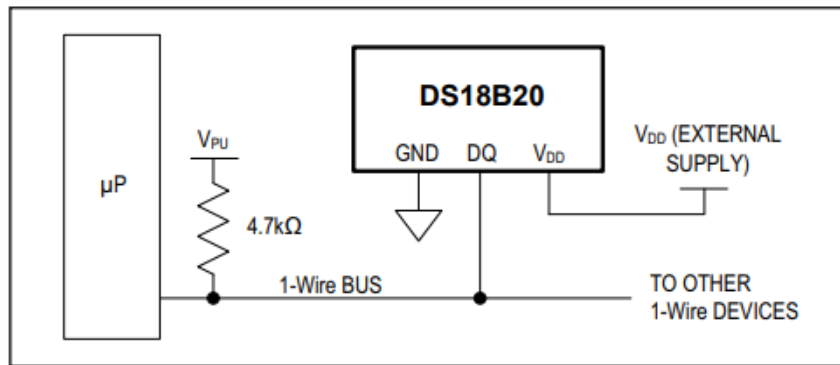 DS18B20
GND DQ VDD
VDD (EXTERNAL
SUPPLY)
VPU
µP
4.7kΩ
1-Wire BUS
TO OTHER
1-Wire DEVICES